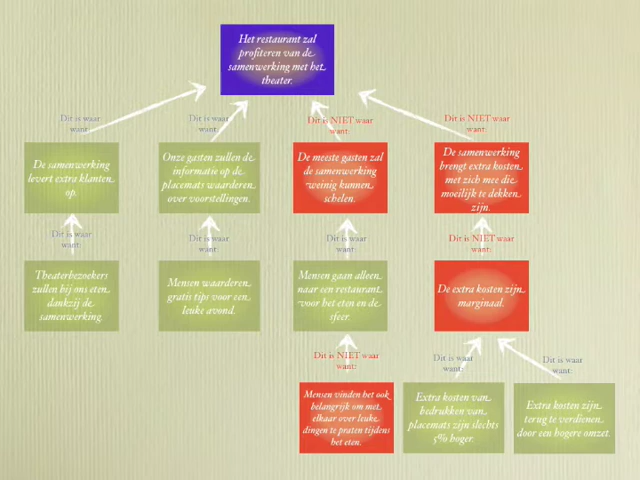 Het restaurant zal
profiteren van de
samenwerking met het
theater.
Dit is waar
want:
Dit is waar
want:
Dit is NIET waar
want:
Dit is NIET waar
want:
De samenwerking
levert extra klanten
op.
Onze gasten zullen de
informatie op de
placemats waarderen
over voorstellingen.
De meeste gasten zal
de samenwerking
weinig kunnen
schelen.
De samenwerking
brengt extra kosten
met zich mee die
moeilijk te dekken
zijn.
Dit is waar
want:
Dit is waar
want:
Dit is waar
want:
Dit is NIET waar
want:
Theaterbezoekers
zullen bij ons eten
dankzij de
samenwerking.
Mensen waarderen
gratis tips voor een
leuke avond.
Mensen gaan alleen
naar een restaurant
voor het eten en de
sfeer.
De extra kosten zijn
marginaal.
Dit is NIET waar
want:
Dit is waar
want:
Dit is waar
want:
Mensen vinden het ook
belangrijk om met
elkaar over leuke
dingen te praten tijdens
het eten.
Extra kosten van
bedrukken van
placemats zijn slechts
5% hoger.
Extra kosten zijn
terug te verdienen
door een hogere omzet.